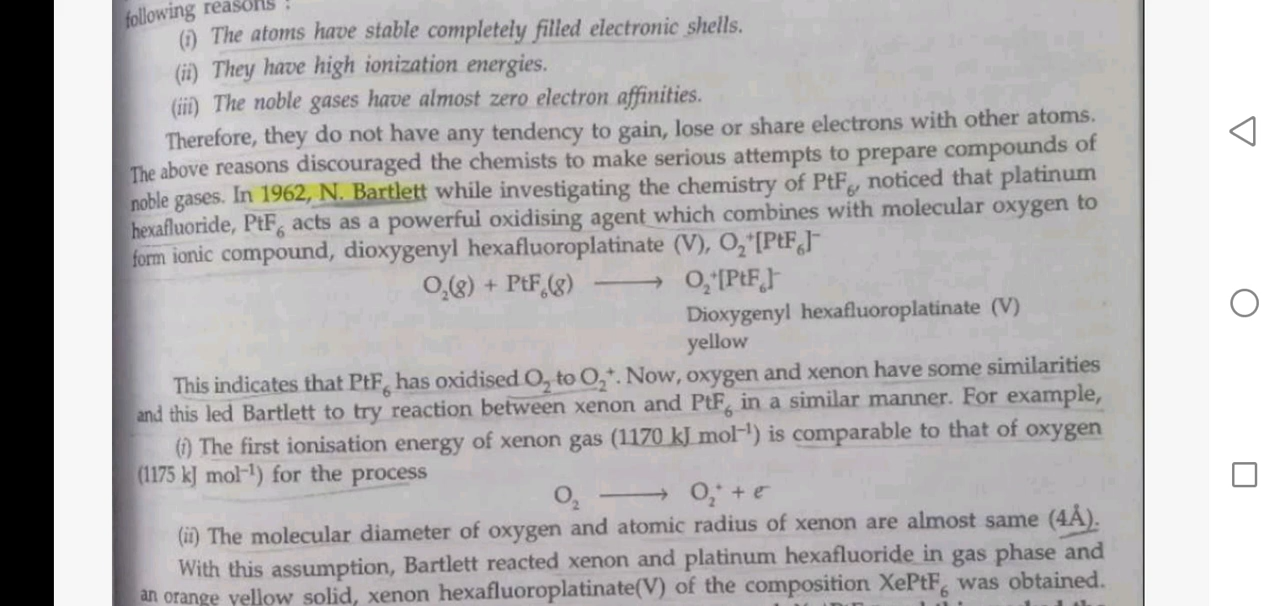 following reasons :
(i) The atoms have stable completely filled electronic shells.
(ii) They have high ionization energies.
(iii) The noble gases have almost zero electron affinities.
Therefore, they do not have any tendency to gain, lose or share electrons with other atoms.
The above reasons discouraged the chemists to make serious attempts to prepare compounds of
noble gases. In 1962, N. Bartlett while investigating the chemistry of PtF₆, noticed that platinum
hexafluoride, PtF₆ acts as a powerful oxidising agent which combines with molecular oxygen to
form ionic compound, dioxygenyl hexafluoroplatinate (V), O₂⁺[PtF₆]⁻
O₂(g) + PtF₆(g) ⟶ O₂⁺[PtF₆]⁻
Dioxygenyl hexafluoroplatinate (V)
yellow
This indicates that PtF₆ has oxidised O₂ to O₂⁺. Now, oxygen and xenon have some similarities
and this led Bartlett to try reaction between xenon and PtF₆ in a similar manner. For example,
(i) The first ionisation energy of xenon gas (1170 kJ mol⁻¹) is comparable to that of oxygen
(1175 kJ mol⁻¹) for the process
O₂ ⟶ O₂⁺ + e⁻
(ii) The molecular diameter of oxygen and atomic radius of xenon are almost same (4Å).
With this assumption, Bartlett reacted xenon and platinum hexafluoride in gas phase and
an orange yellow solid, xenon hexafluoroplatinate(V) of the composition XePtF₆ was obtained.